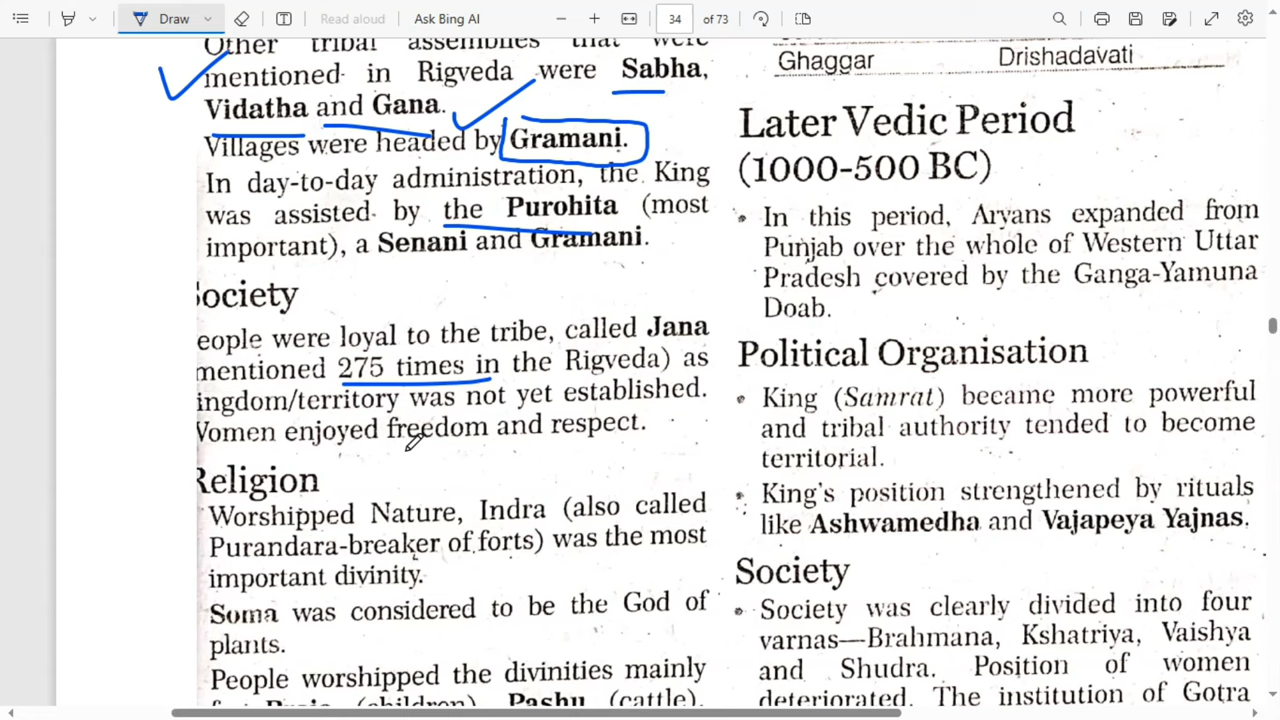 Draw
Read aloud
Ask Bing AI
34
of 73
Other tribal assemblies that were
mentioned in Rigveda were Sabha,
Vidatha and Gana.
Villages were headed by Gramani.
In day-to-day administration, the King
was assisted by the Purohita (most
important), a Senani and Gramani.
ociety
eople were loyal to the tribe, called Jana
mentioned 275 times in the Rigveda) as
ingdom/territory was not yet established.
Women enjoyed freedom and respect.
Religion
Worshipped Nature, Indra (also called
Purandara-breaker of forts) was the most
important divinity.
Soma was considered to be the God of
plants.
People worshipped the divinities mainly
(children), Pashu (cattle),
Ghaggar Drishadavati
Later Vedic Period
(1000-500 BC)
• In this period, Aryans expanded from
Punjab over the whole of Western Uttar
Pradesh covered by the Ganga-Yamuna
Doab.
Political Organisation
• King (Samrat) became more powerful
and tribal authority tended to become
territorial.
• King's position strengthened by rituals
like Ashwamedha and Vajapeya Yajnas.
Society
• Society was clearly divided into four
varnas—Brahmana, Kshatriya, Vaishya
and Shudra. Position of women
deteriorated. The institution of Gotra